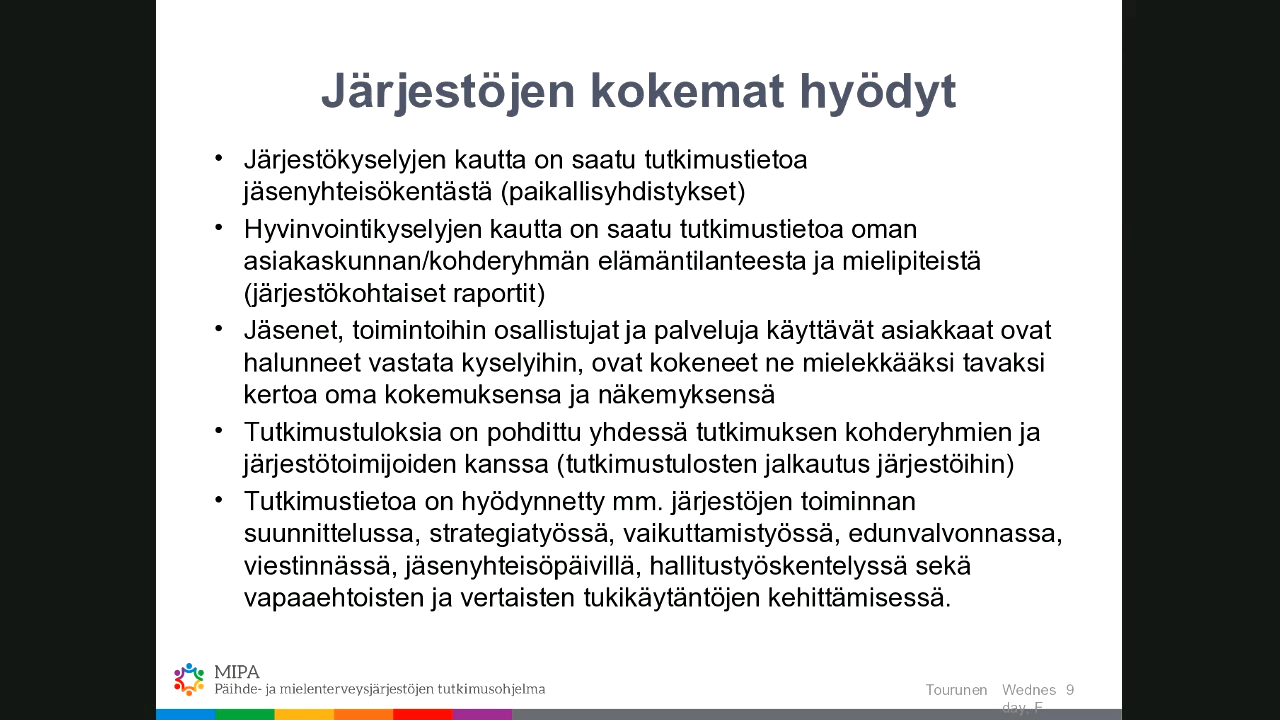 Järjestöjen kokemat hyödyt
• Järjestökyselyjen kautta on saatu tutkimustietoa
jäsenyhteisökentästä (paikallisyhdistykset)
• Hyvinvointikyselyjen kautta on saatu tutkimustietoa oman
asiakaskunnan/kohderyhmän elämäntilanteesta ja mielipiteistä
(järjestökohtaiset raportit)
• Jäsenet, toimintoihin osallistujat ja palveluja käyttävät asiakkaat ovat
halunneet vastata kyselyihin, ovat kokeneet ne mielekkääksi tavaksi
kertoa oma kokemuksensa ja näkemyksensä
• Tutkimustuloksia on pohdittu yhdessä tutkimuksen kohderyhmien ja
järjestötoimijoiden kanssa (tutkimustulosten jalkautus järjestöihin)
• Tutkimustietoa on hyödynnetty mm. järjestöjen toiminnan
suunnittelussa, strategiatyössä, vaikuttamistyössä, edunvalvonnassa,
viestinnässä, jäsenyhteisöpäivillä, hallitustyöskentelyssä sekä
vapaaehtoisten ja vertaisten tukikäytäntöjen kehittämisessä.
MIPA
Päihde- ja mielenterveysjärjestöjen tutkimusohjelma
Tourunen Wednes 9
day, F